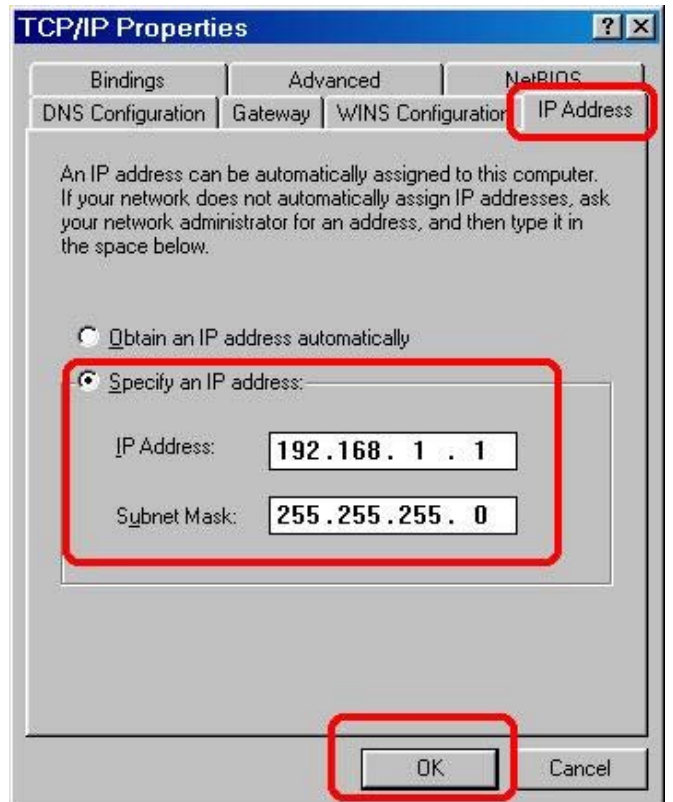 TCP/IP Properties
Bindings Advanced NetBIOS
DNS Configuration Gateway WINS Configuration IP Address
An IP address can be automatically assigned to this computer.
If your network does not automatically assign IP addresses, ask
your network administrator for an address, and then type it in
the space below.
Obtain an IP address automatically
Specify an IP address:
IP Address: 192.168. 1 . 1
Subnet Mask: 255.255.255. 0
OK Cancel